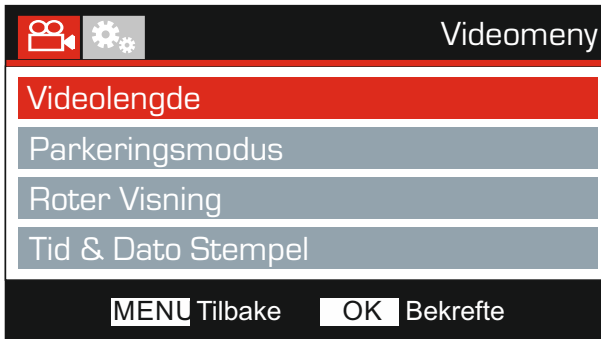 Videomeny
Videolengde
Parkeringsmodus
Roter Visning
Tid & Dato Stempel
MENU Tilbake OK Bekrefte